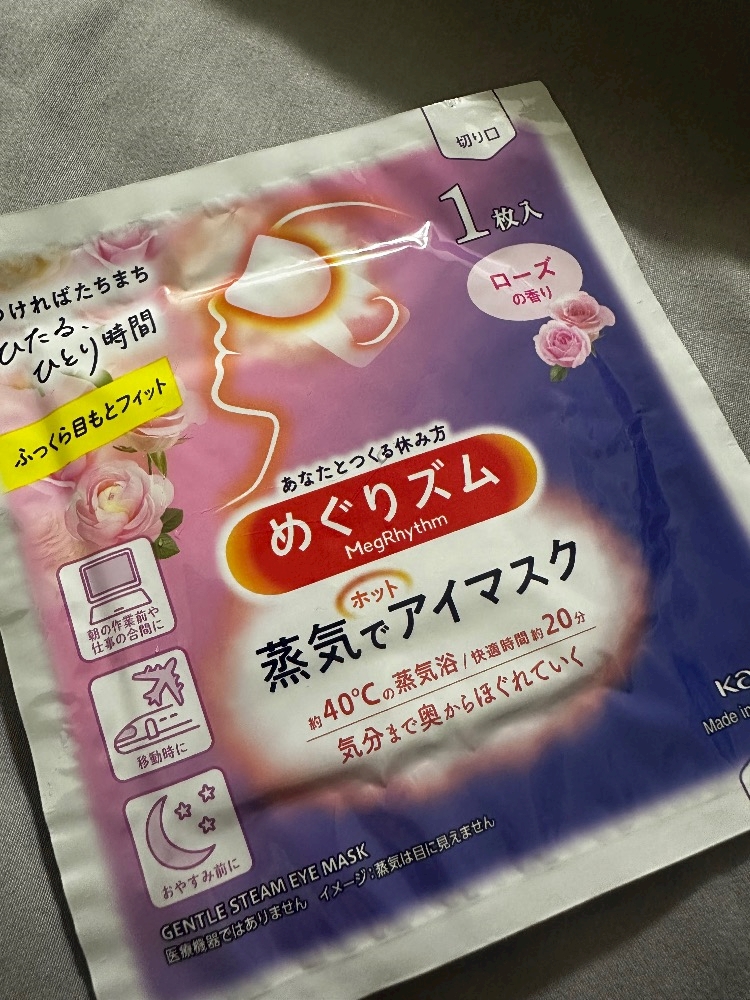 切り口
1枚入
ローズ
の香り
つければたちまち
ひたる、
ひとり時間
ふっくら目もとフィット
あなたとつくる休み方
めぐりズム
MegRhythm
蒸気でホットアイマスク
約40℃の蒸気浴/快適時間約20分
気分まで奥からほぐれていく
朝の作業前や
仕事の合間に
移動時に
おやすみ前に
Made in
GENTLE STEAM EYE MASK
イメージ:蒸気は目に見えません
医療機器ではありません